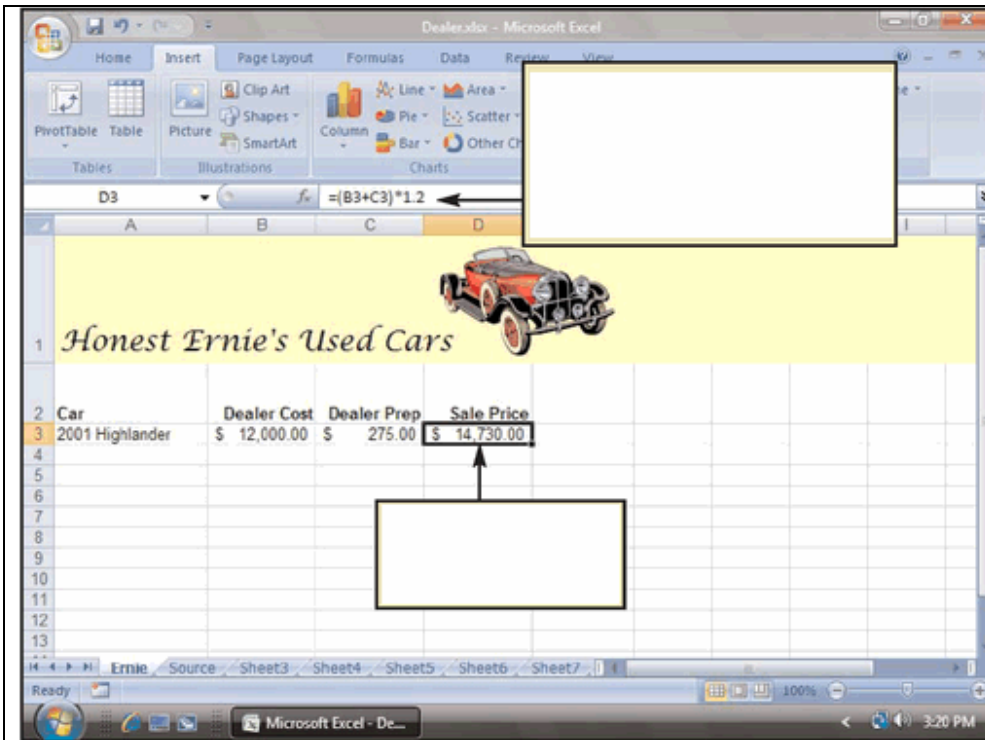 Dealer.xlsx - Microsoft Excel
Home Insert Page Layout Formulas Data Review View
PivotTable Table Picture Clip Art Shapes SmartArt Column Line Pie Bar Area Scatter Other
Tables Illustrations Charts
D3 fx =(B3+C3)*1.2
A B C D I
1 Honest Ernie's Used Cars
2 Car Dealer Cost Dealer Prep Sale Price
3 2001 Highlander $ 12,000.00 $ 275.00 $ 14,730.00
4
5
6
7
8
9
10
11
12
13
Ernie Source Sheet3 Sheet4 Sheet5 Sheet6 Sheet7
Ready 100%
Microsoft Excel - De... 3:20 PM